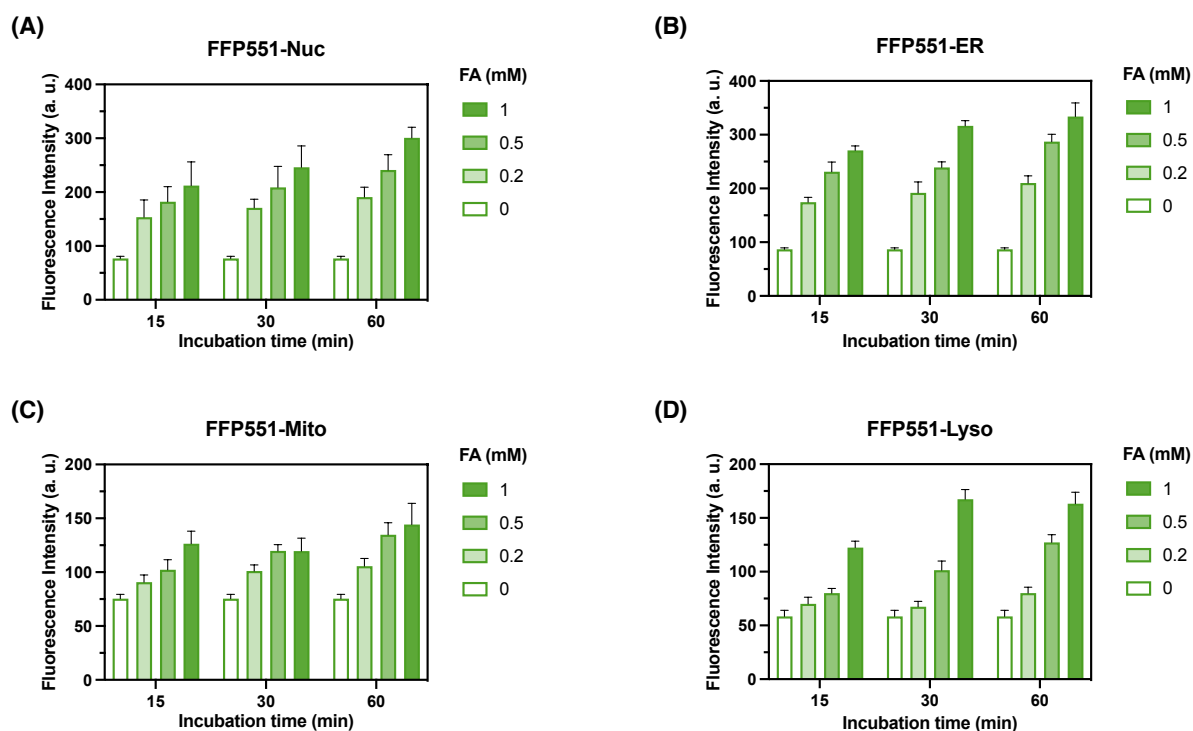 (A)
FFP551-Nuc
Fluorescence Intensity (a. u.)
400
300
200
100
0
15
30
60
Incubation time (min)
FA (mM)
1
0.5
0.2
0
(B)
FFP551-ER
Fluorescence Intensity (a. u.)
400
300
200
100
0
15
30
60
Incubation time (min)
FA (mM)
1
0.5
0.2
0
(C)
FFP551-Mito
Fluorescence Intensity (a. u.)
200
150
100
50
0
15
30
60
Incubation time (min)
FA (mM)
1
0.5
0.2
0
(D)
FFP551-Lyso
Fluorescence Intensity (a. u.)
200
150
100
50
0
15
30
60
Incubation time (min)
FA (mM)
1
0.5
0.2
0